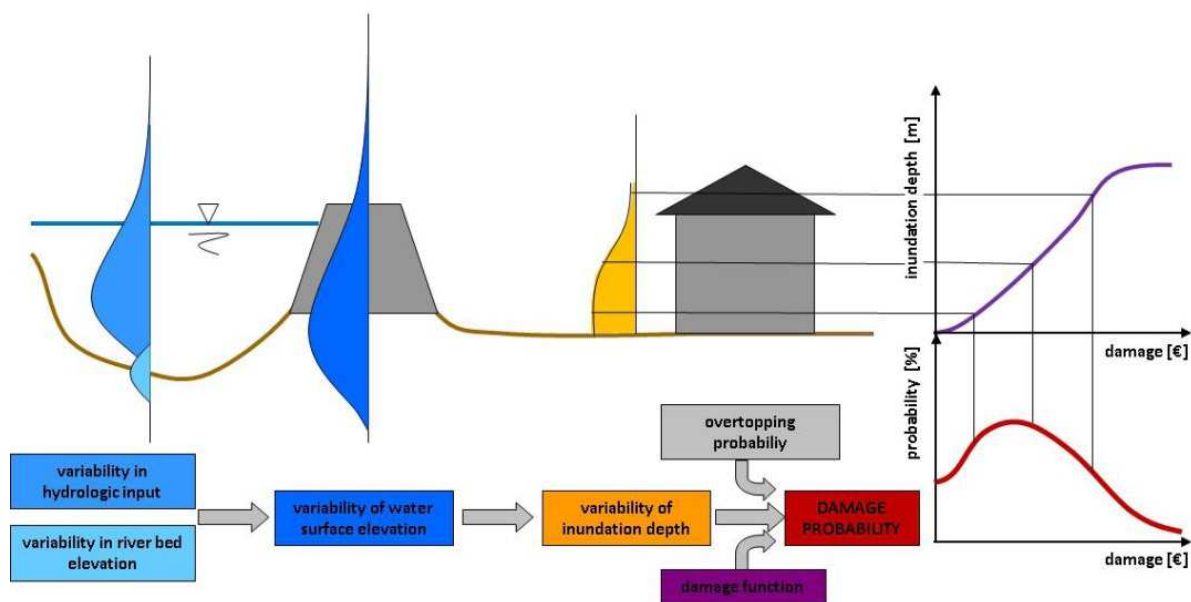 inundation depth [m]
damage [€]
probability [%]
damage [€]
variability in
hydrologic input
variability in river bed
elevation
variability of water
surface elevation
variability of
inundation depth
overtopping
probabiliy
DAMAGE
PROBABILITY
damage function